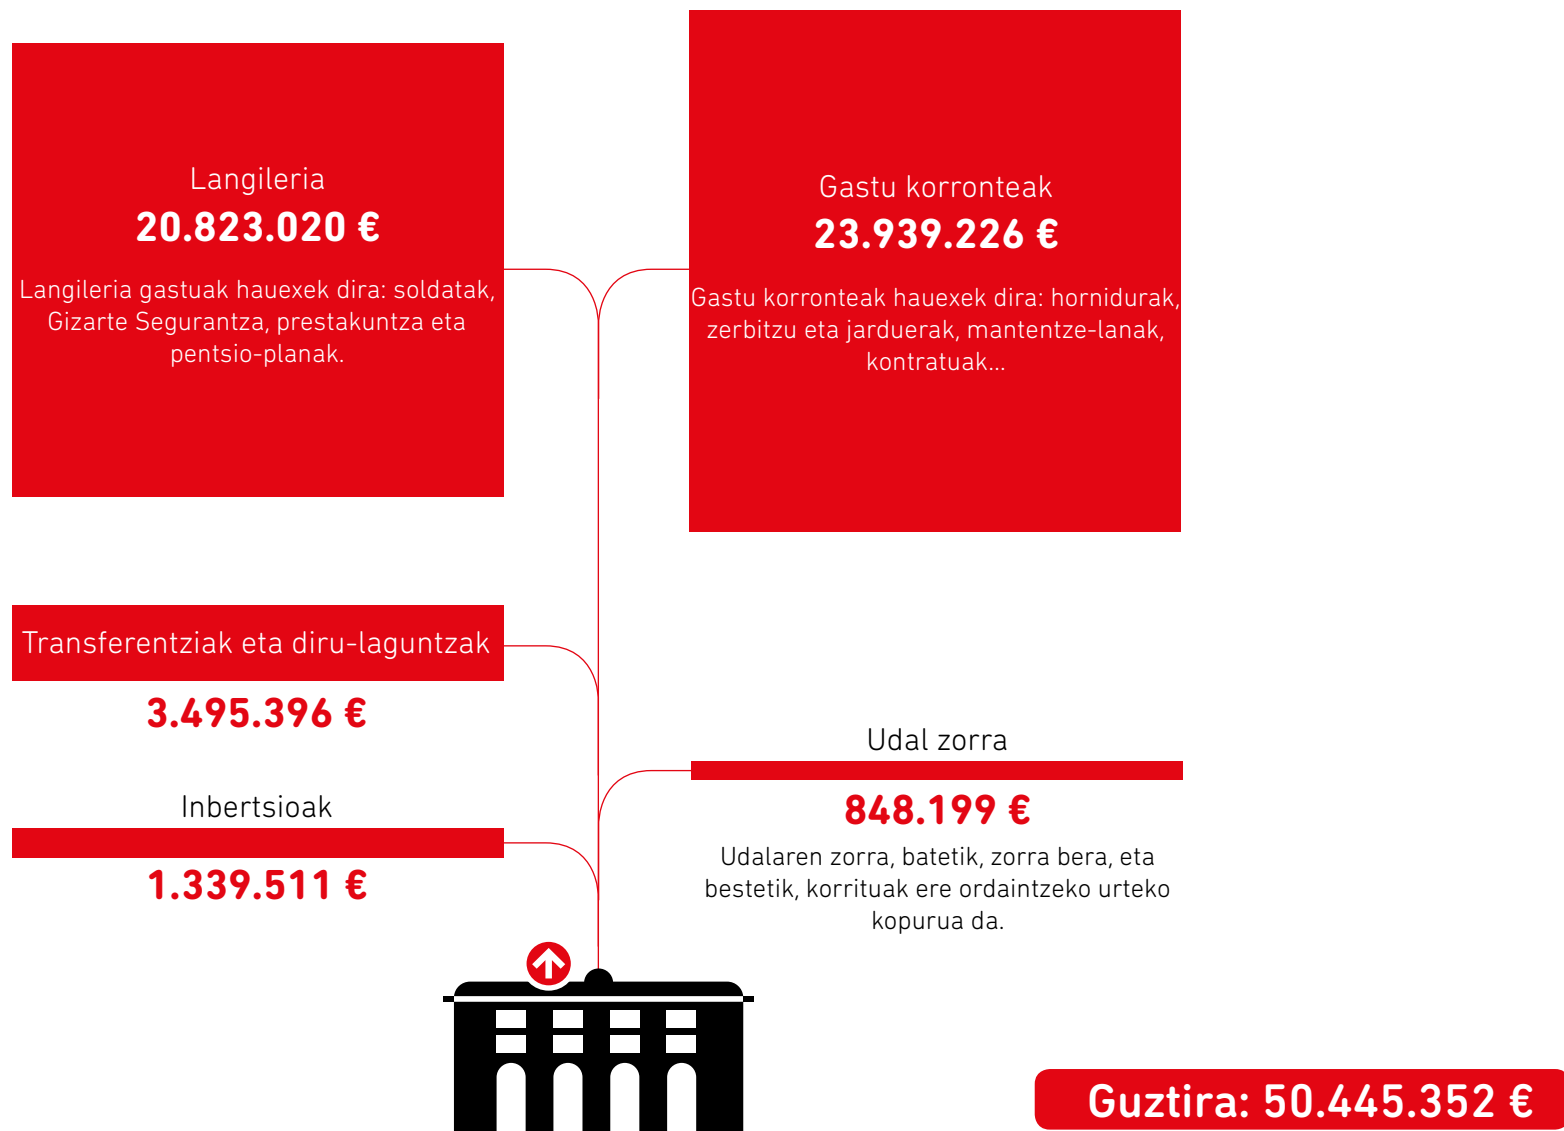 Langileria
20.823.020 €
Langileria gastuak hauexek dira: soldatak,
Gizarte Segurantza, prestakuntza eta
pentsio-planak.
Gastu korronteak
23.939.226 €
Gastu korronteak hauexek dira: hornidurak,
zerbitzu eta jarduerak, mantentze-lanak,
kontratuak...
Transferentziak eta diru-laguntzak
3.495.396 €
Inbertsioak
1.339.511 €
Udal zorra
848.199 €
Udalaren zorra, batetik, zorra bera, eta
bestetik, korrituak ere ordaintzeko urteko
kopurua da.
Guztira: 50.445.352 €